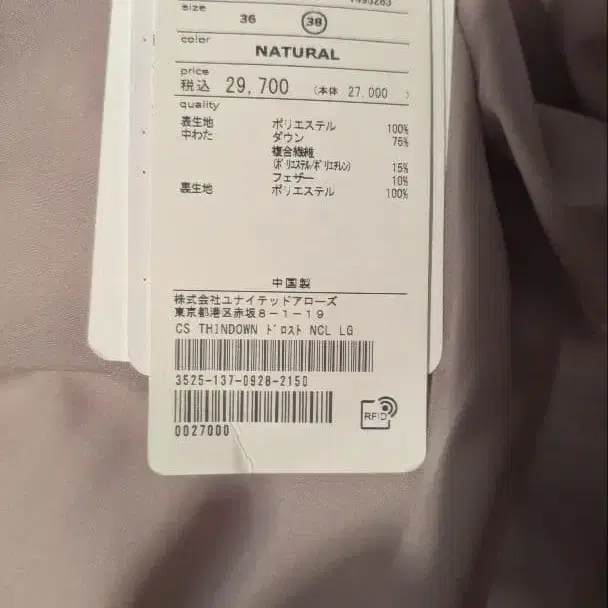 size
36 38
color
NATURAL
price
税込 29,700 (本体 27,000 )
quality
表生地 ポリエステル 100%
中わた ダウン 75%
複合繊維
(ポリエステル/ポリエチレン) 15%
フェザー 10%
裏生地 ポリエステル 100%
中国製
株式会社ユナイテッドアローズ
東京都港区赤坂8-1-19
CS THINDOWN ドロスト NCL LG
3525-137-0928-2150
RFID
0027000